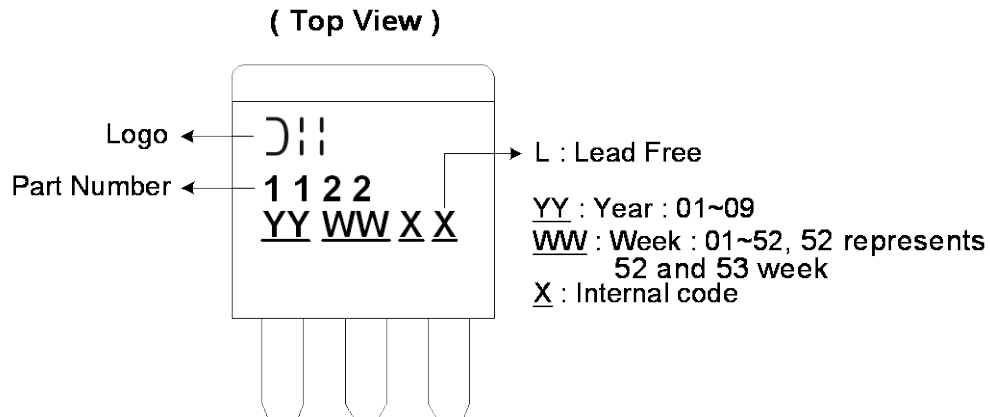 ( Top View )
Logo
Part Number
1 1 2 2
YY WW X X
L : Lead Free
YY : Year : 01~09
WW : Week : 01~52, 52 represents
52 and 53 week
X : Internal code